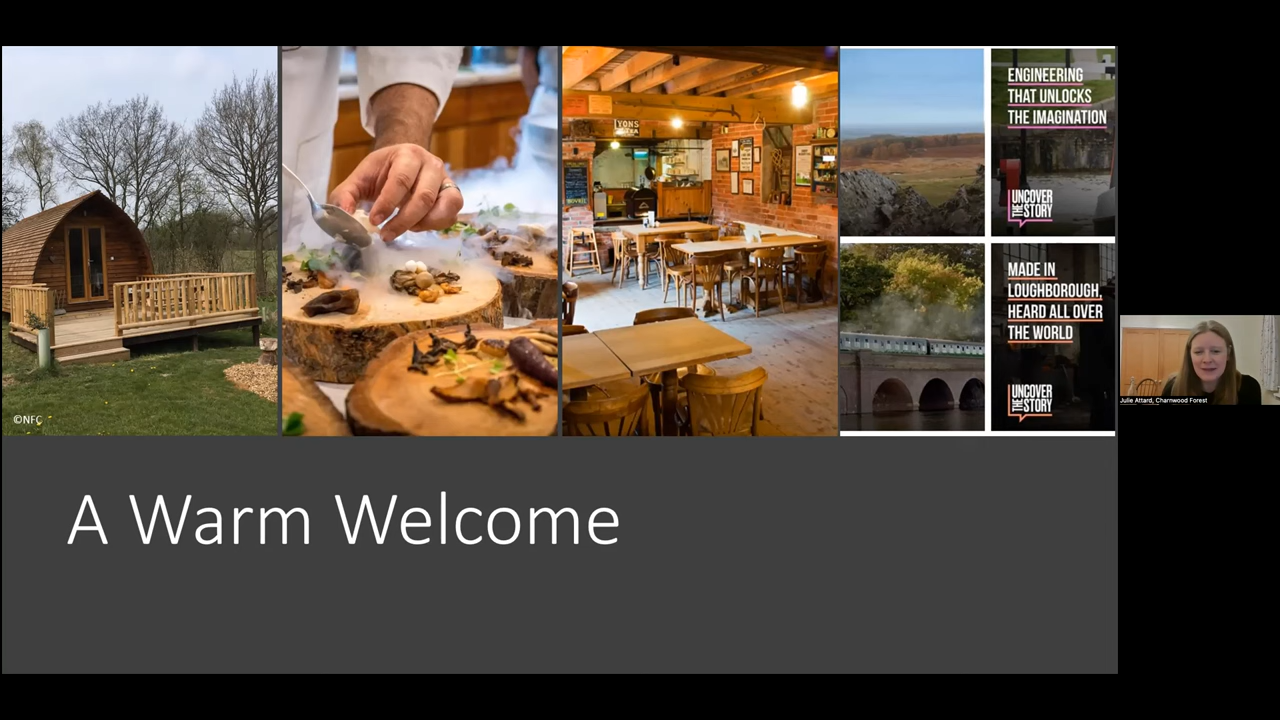 ENGINEERING
THAT UNLOCKS
THE IMAGINATION
UNCOVER
THE STORY
MADE IN
LOUGHBOROUGH,
HEARD ALL OVER
THE WORLD
UNCOVER
THE STORY
©NFC
A Warm Welcome
Julie Attard, Charnwood Forest